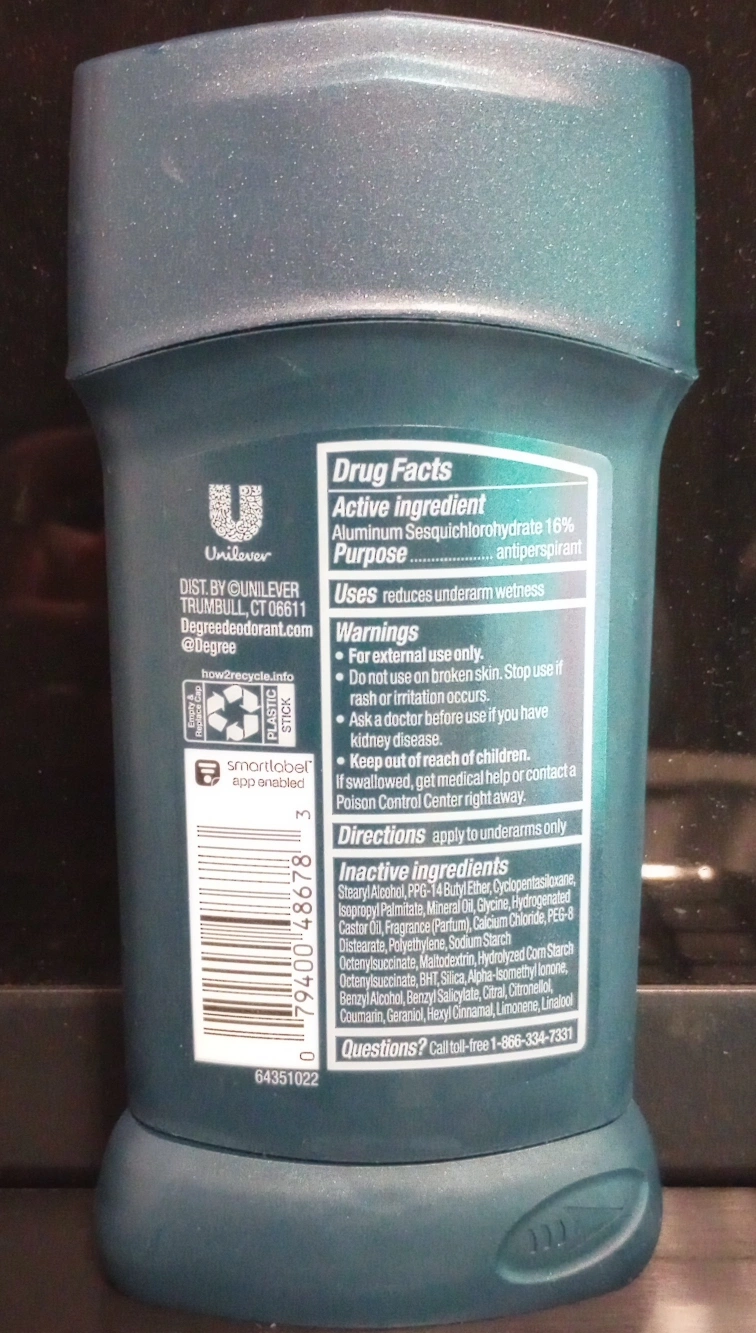 Unilever
DIST. BY ©UNILEVER
TRUMBULL, CT 06611
Degreedeodorant.com
@Degree
how2recycle.info
Empty &
Replace Cap
PLASTIC
STICK
smartlabel™
app enabled
0 79400 48678 3
64351022
Drug Facts
Active ingredient
Aluminum Sesquichlorohydrate 16%
Purpose .................... antiperspirant
Uses reduces underarm wetness
Warnings
• For external use only.
• Do not use on broken skin. Stop use if
rash or irritation occurs.
• Ask a doctor before use if you have
kidney disease.
• Keep out of reach of children.
If swallowed, get medical help or contact a
Poison Control Center right away.
Directions apply to underarms only
Inactive ingredients
Stearyl Alcohol, PPG-14 Butyl Ether, Cyclopentasiloxane,
Isopropyl Palmitate, Mineral Oil, Glycine, Hydrogenated
Castor Oil, Fragrance (Parfum), Calcium Chloride, PEG-8
Distearate, Polyethylene, Sodium Starch
Octenylsuccinate, Maltodextrin, Hydrolyzed Corn Starch
Octenylsuccinate, BHT, Silica, Alpha-Isomethyl Ionone,
Benzyl Alcohol, Benzyl Salicylate, Citral, Citronellol,
Coumarin, Geraniol, Hexyl Cinnamal, Limonene, Linalool
Questions? Call toll-free 1-866-334-7331